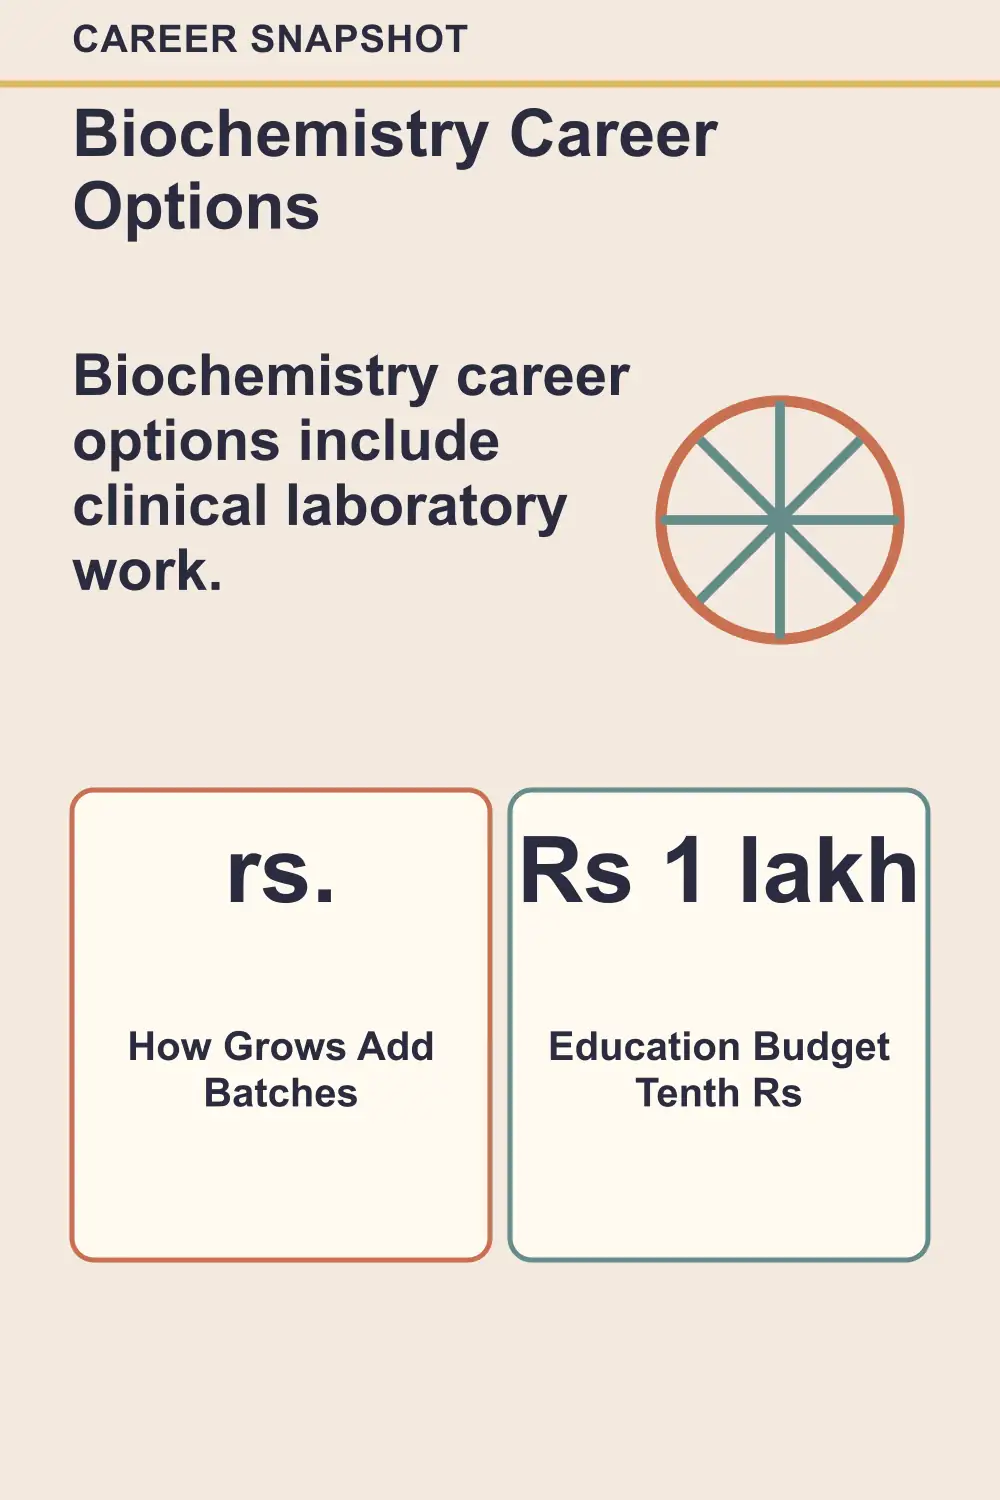 CAREER SNAPSHOT
Biochemistry Career
Options
Biochemistry career
options include
clinical laboratory
work.
rs.
How Grows Add
Batches
Rs 1 lakh
Education Budget
Tenth Rs